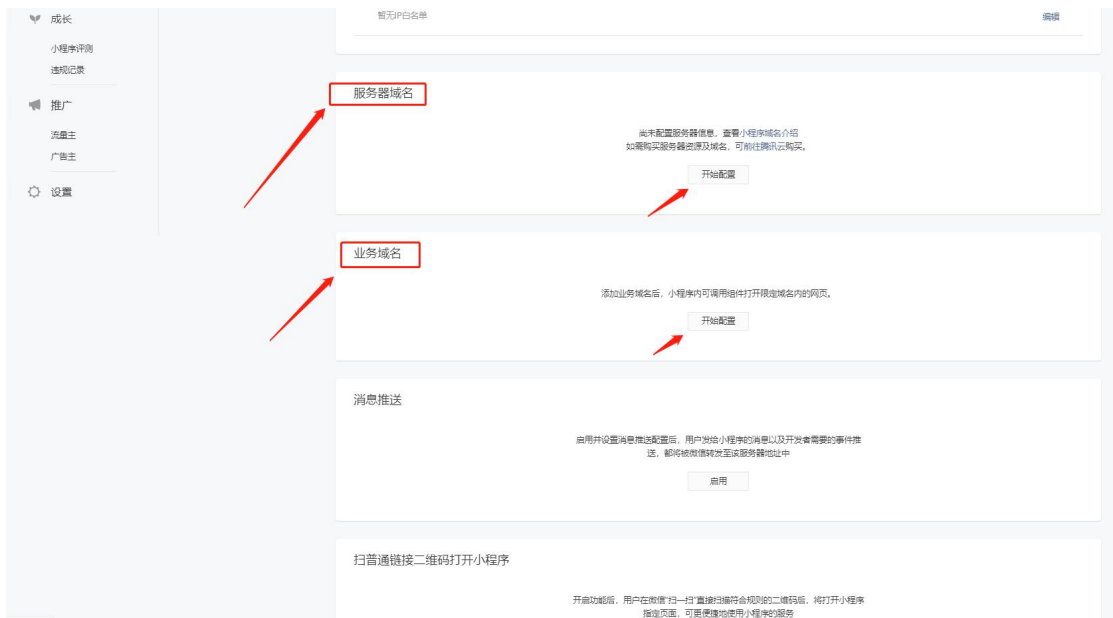 成长
小程序评测
违规记录
推广
流量主
广告主
设置
暂无IP白名单
编辑
服务器域名
尚未配置服务器信息，查看小程序域名介绍
如需购买服务器资源及域名，可前往腾讯云购买。
开始配置
业务域名
添加业务域名后，小程序内可调用组件打开限定域名内的网页。
开始配置
消息推送
启用并设置消息推送配置后，用户发给小程序的消息以及开发者需要的事件推
送，都将被微信转发至该服务器地址中
启用
扫普通链接二维码打开小程序
开启功能后，用户在微信“扫一扫”直接扫描符合规则的二维码后，将打开小程序
指定页面，可更便捷地使用小程序的服务